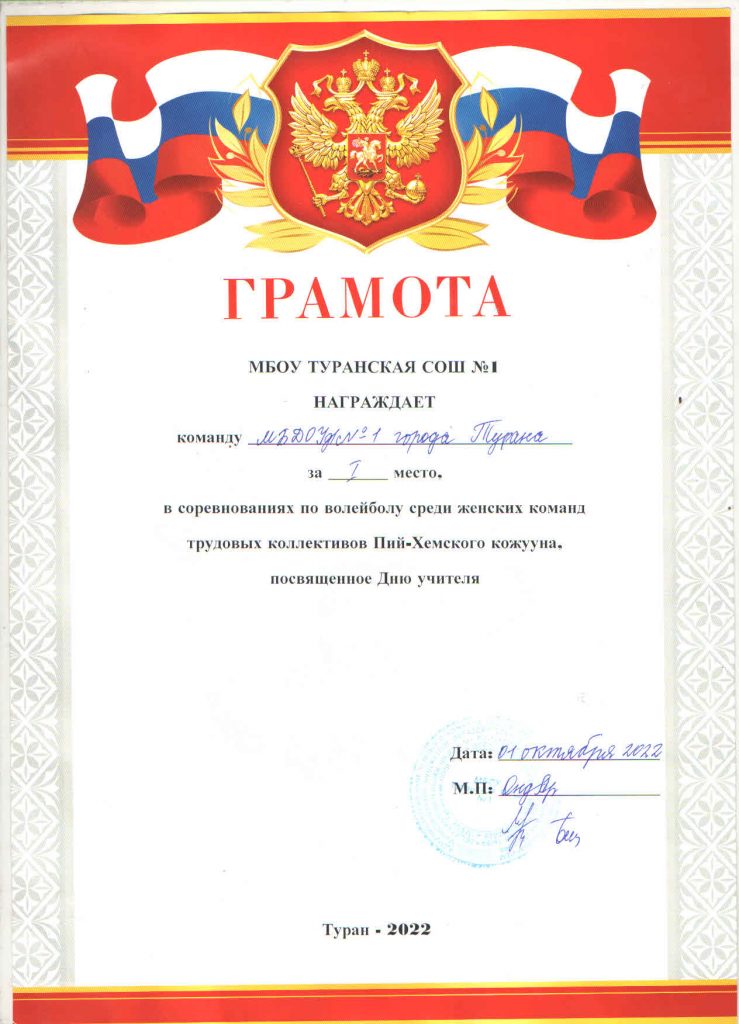 ГРАМОТА
МБОУ ТУРАНСКАЯ СОШ №1
НАГРАЖДАЕТ
команду МБДОУ №1 города Турана
за I место,
в соревнованиях по волейболу среди женских команд
трудовых коллективов Пий-Хемского кожууна,
посвященное Дню учителя
Дата: 01 октября 2022
М.П:
Туран - 2022